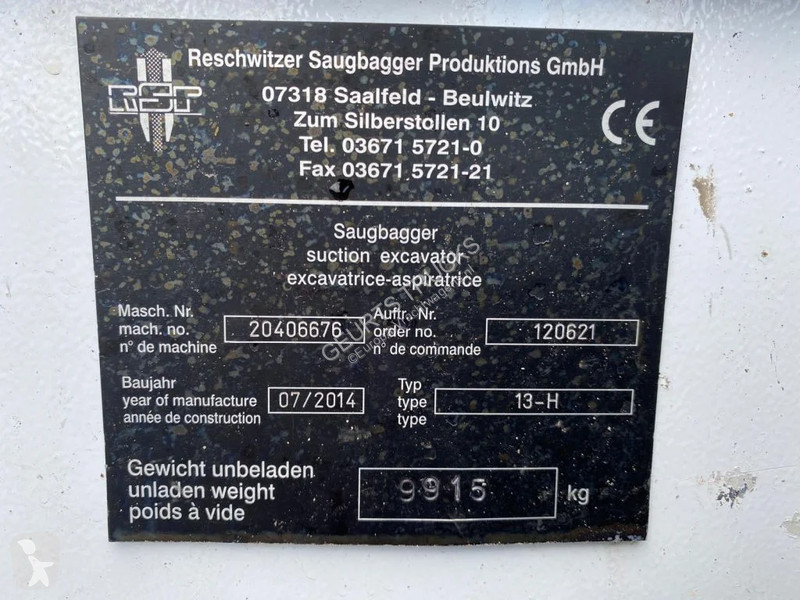 RSP
Reschwitzer Saugbagger Produktions GmbH
07318 Saalfeld - Beulwitz
Zum Silberstollen 10
Tel. 03671 5721-0
Fax 03671 5721-21
CE
Saugbagger
suction excavator
excavatrice-aspiratrice
Masch. Nr.
mach. no.
n° de machine
20406676
Auftr. Nr.
order no.
n° de commande
120621
Baujahr
year of manufacture
année de construction
07/2014
Typ
type
type
13-H
Gewicht unbeladen
unladen weight
poids à vide
9915
kg
GEURTS TRUCKS